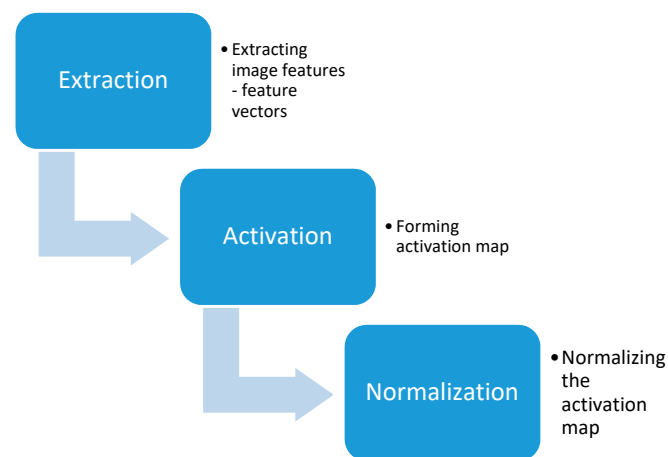 Extraction
•Extracting
image features
- feature
vectors
Activation
•Forming
activation map
Normalization
•Normalizing
the
activation
map